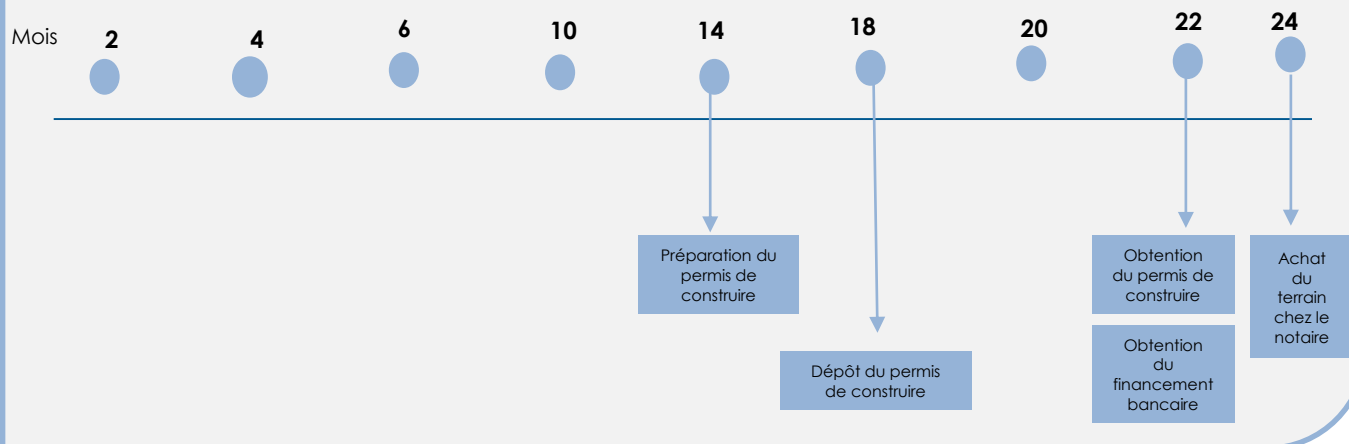 Mois 2 4 6 10 14 18 20 22 24
Préparation du
permis de
construire
Dépôt du permis
de construire
Obtention
du permis de
construire
Obtention
du
financement
bancaire
Achat
du
terrain
chez le
notaire